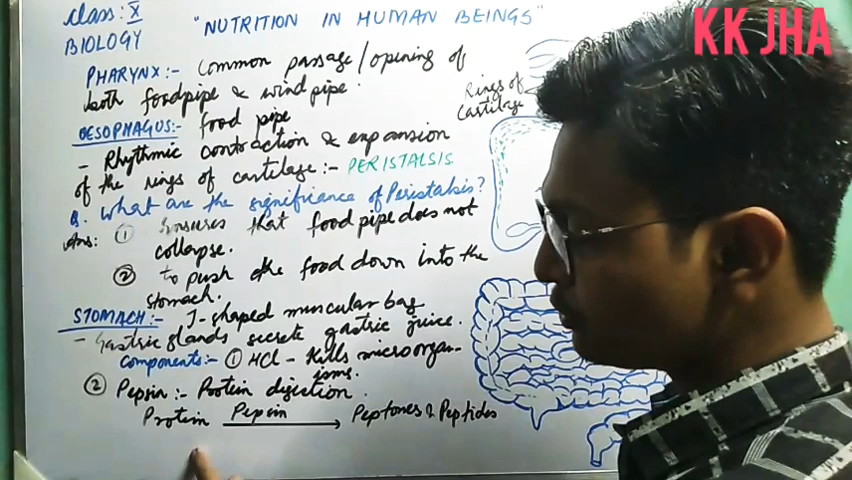 Class: X
BIOLOGY
"NUTRITION IN HUMAN BEINGS"
KK JHA
PHARYNX:- Common passage/opening of
both foodpipe & windpipe.
OESOPHAGUS:- food pipe
- Rhythmic contraction & expansion
of the rings of cartilage:- PERISTALSIS
Q. What are the significance of Peristalsis?
Ans: ① Ensures that food pipe does not
collapse.
② to push the food down into the
stomach.
STOMACH:- J-shaped muscular bag
- Gastric glands secrete gastric juice.
Components:- ① HCl - Kills microorgan-
isms.
② Pepsin:- Protein digestion.
Protein Pepsin → Peptones & Peptides
Rings of
Cartilage